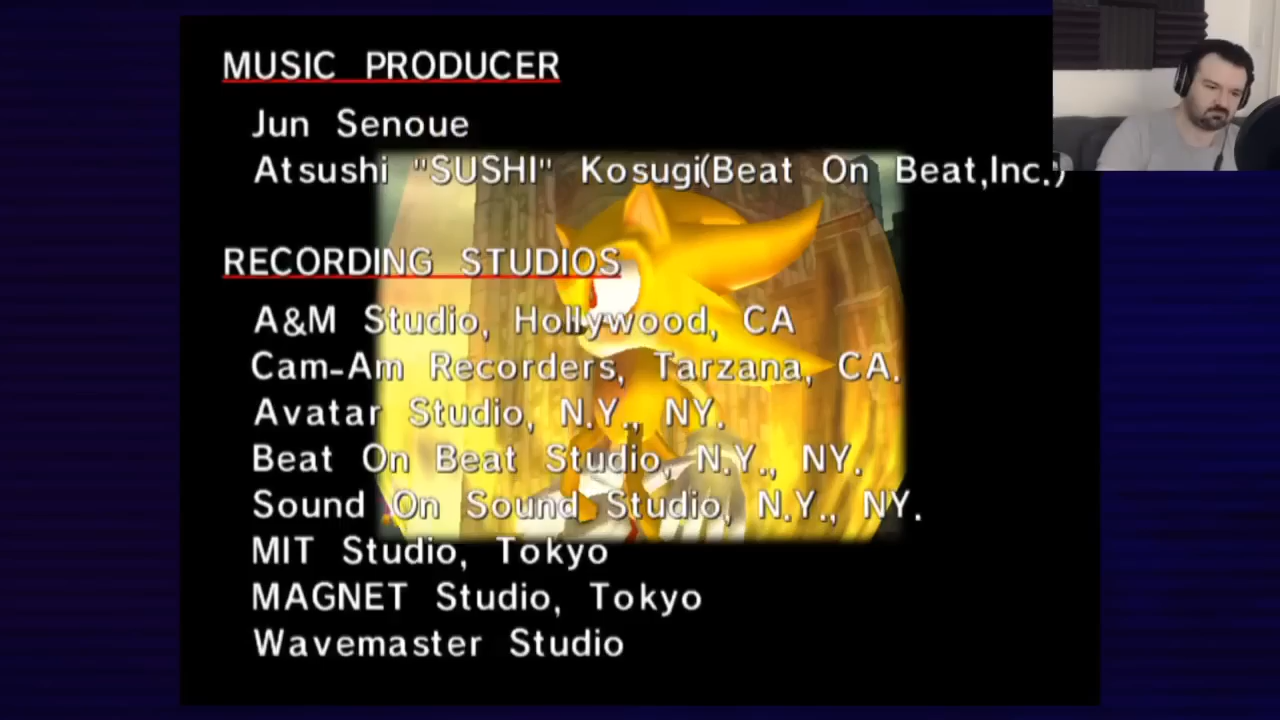 MUSIC PRODUCER
Jun Senoue
Atsushi "SUSHI" Kosugi(Beat On Beat,Inc.)
RECORDING STUDIOS
A&M Studio, Hollywood, CA
Cam-Am Recorders, Tarzana, CA.
Avatar Studio, N.Y., NY.
Beat On Beat Studio, N.Y., NY.
Sound On Sound Studio, N.Y., NY.
MIT Studio, Tokyo
MAGNET Studio, Tokyo
Wavemaster Studio